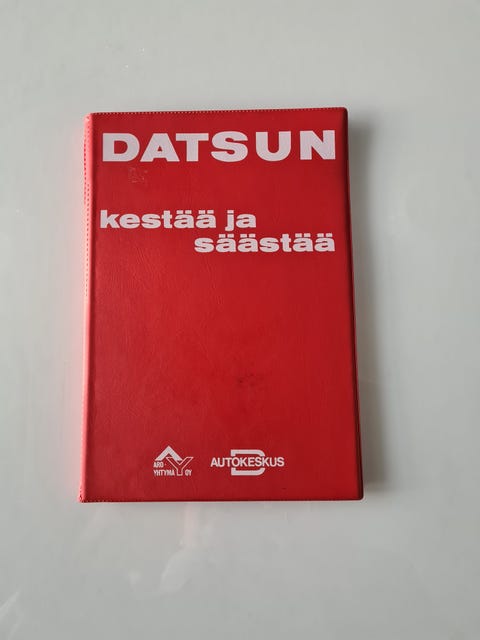 DATSUN
kestää ja
säästää
ARO-
YHTYMÄ OY
AUTOKESKUS